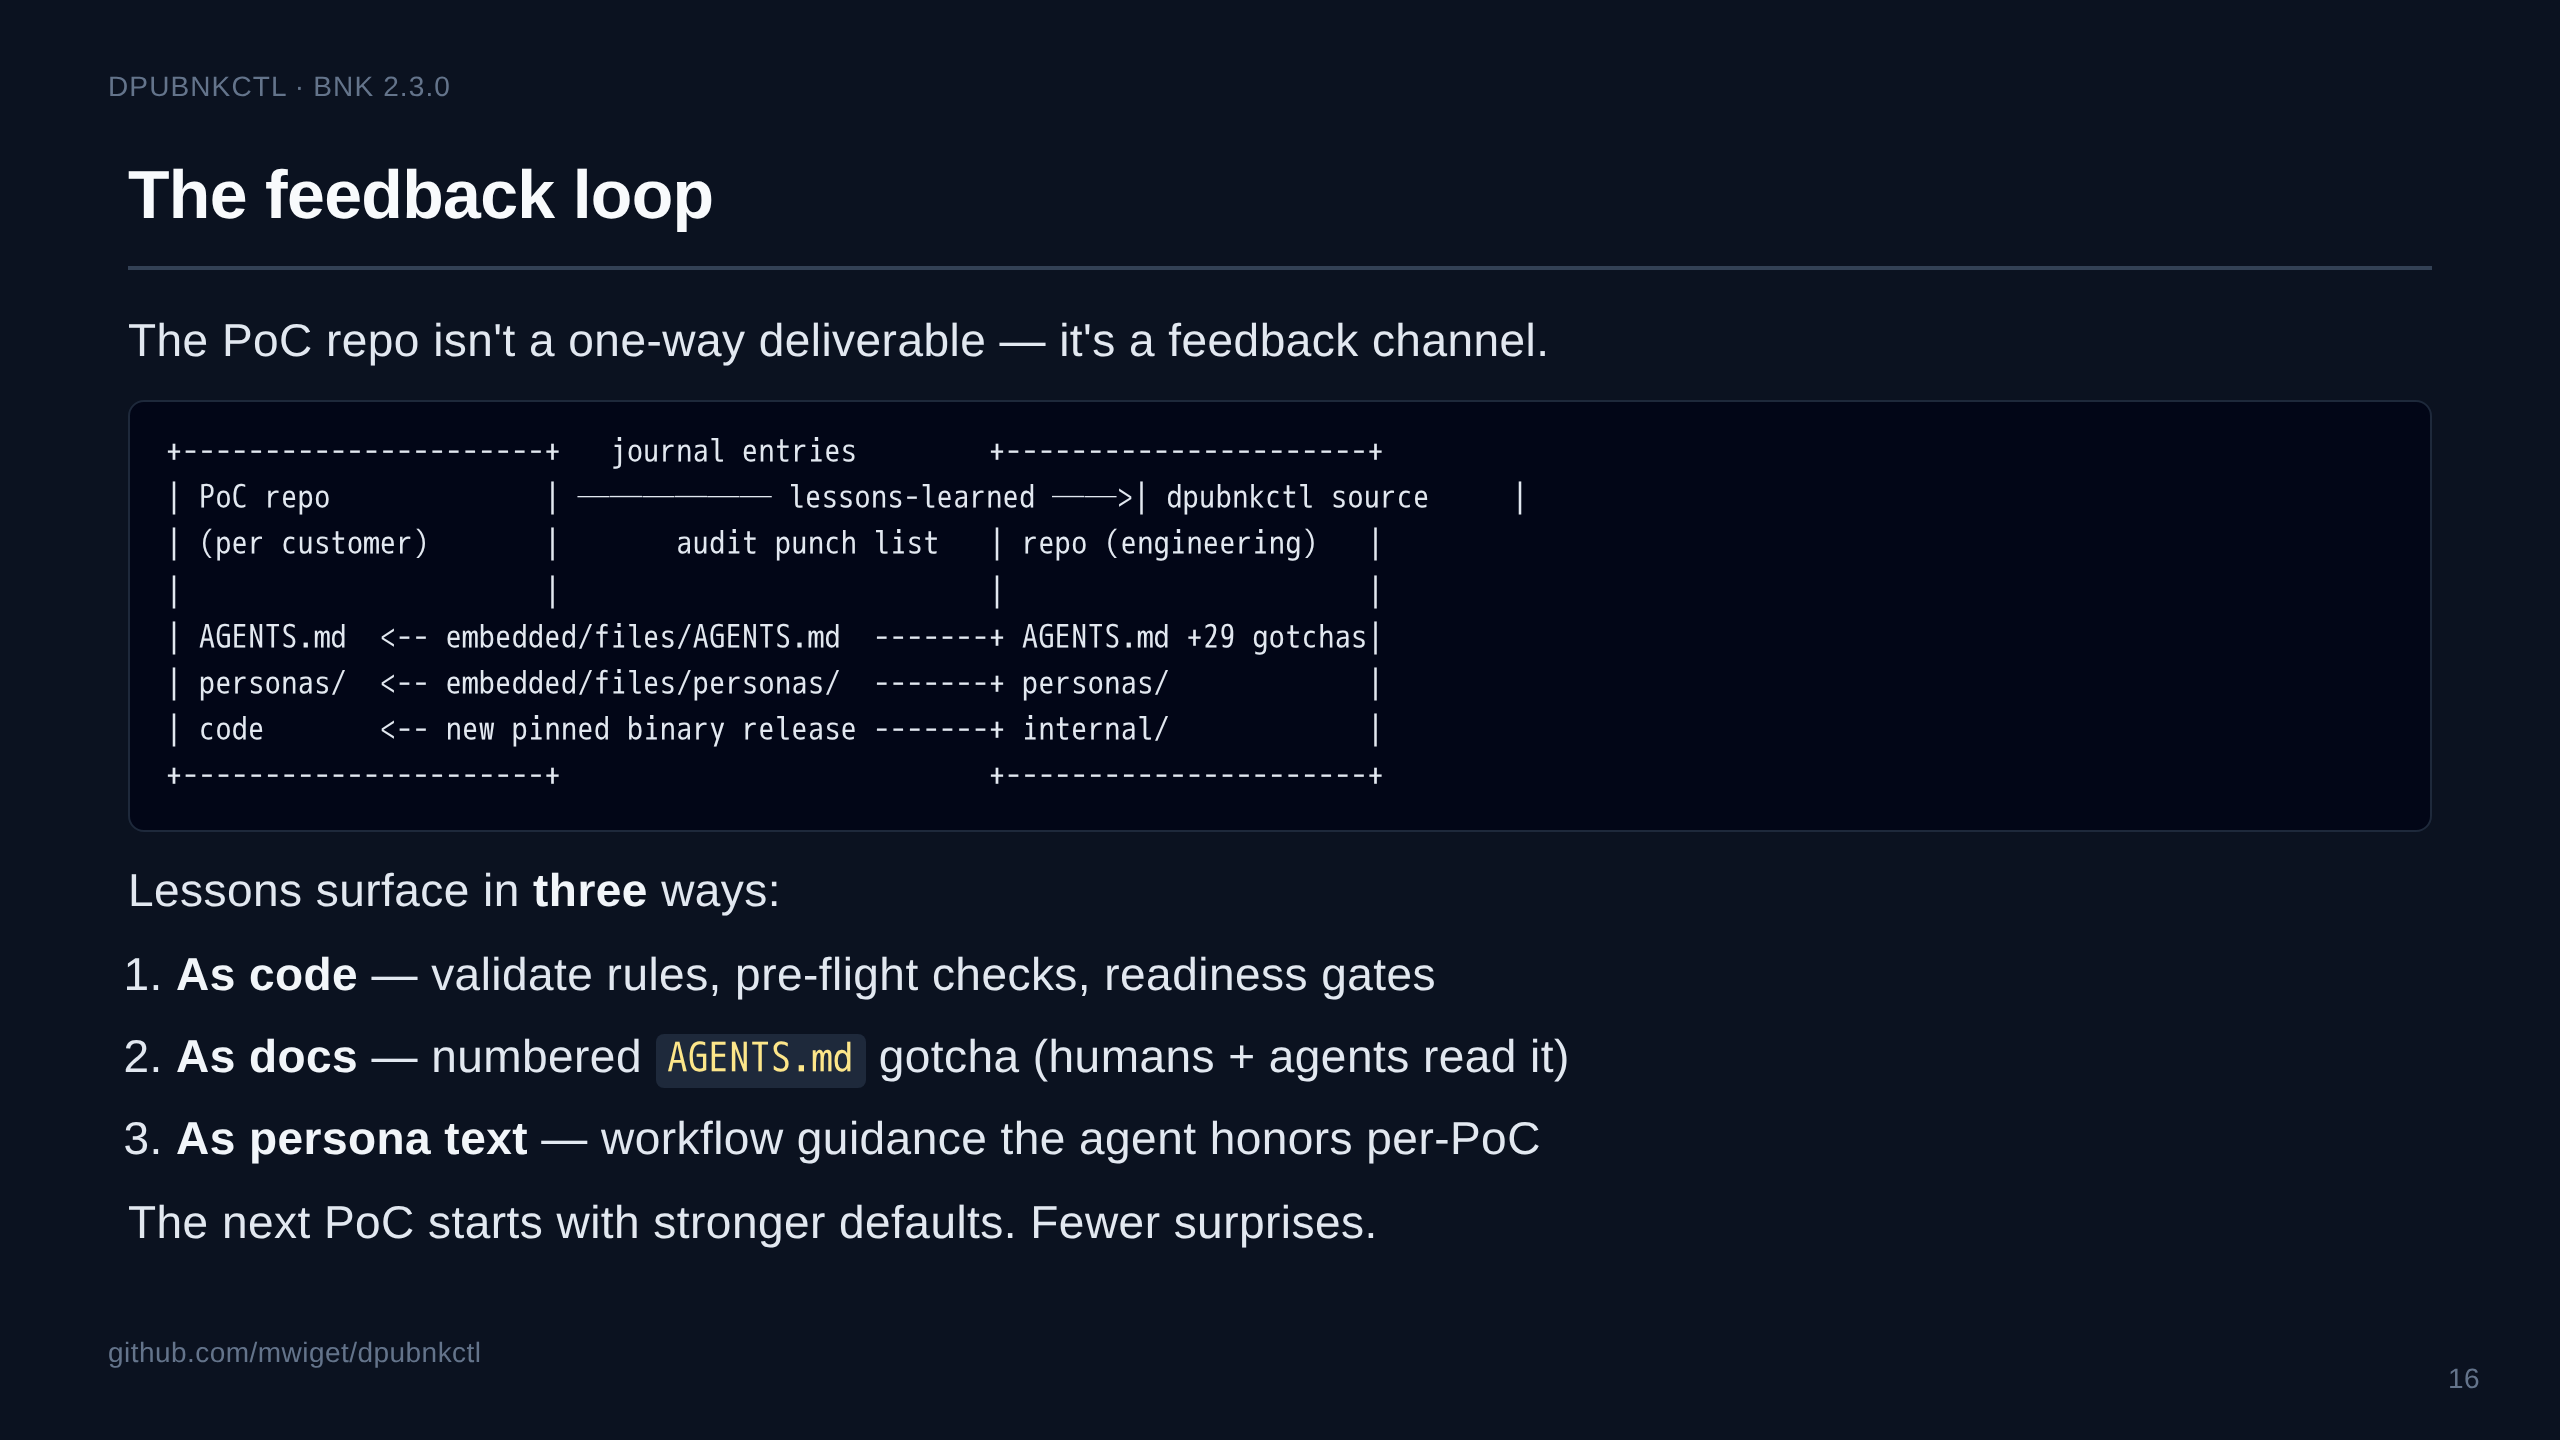 DPUBNKCTL · BNK 2.3.0
The feedback loop
The PoC repo isn't a one-way deliverable — it's a feedback channel.
+----------------------+   journal entries        +----------------------+
| PoC repo             | ──────────── lessons-learned ────>| dpubnkctl source     |
| (per customer)       |       audit punch list   | repo (engineering)   |
|                      |                          |                      |
| AGENTS.md  <-- embedded/files/AGENTS.md  -------+ AGENTS.md +29 gotchas|
| personas/  <-- embedded/files/personas/  -------+ personas/            |
| code       <-- new pinned binary release -------+ internal/            |
+----------------------+                          +----------------------+
Lessons surface in three ways:
1. As code — validate rules, pre-flight checks, readiness gates
2. As docs — numbered AGENTS.md gotcha (humans + agents read it)
3. As persona text — workflow guidance the agent honors per-PoC
The next PoC starts with stronger defaults. Fewer surprises.
github.com/mwiget/dpubnkctl
16